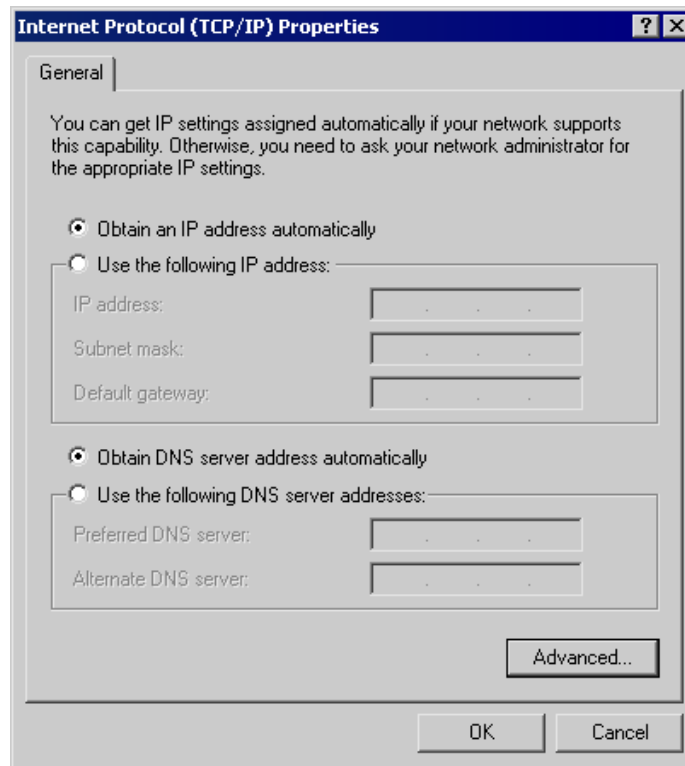 Internet Protocol (TCP/IP) Properties
General
You can get IP settings assigned automatically if your network supports
this capability. Otherwise, you need to ask your network administrator for
the appropriate IP settings.
Obtain an IP address automatically
Use the following IP address:
IP address:
Subnet mask:
Default gateway:
Obtain DNS server address automatically
Use the following DNS server addresses:
Preferred DNS server:
Alternate DNS server:
Advanced...
OK Cancel